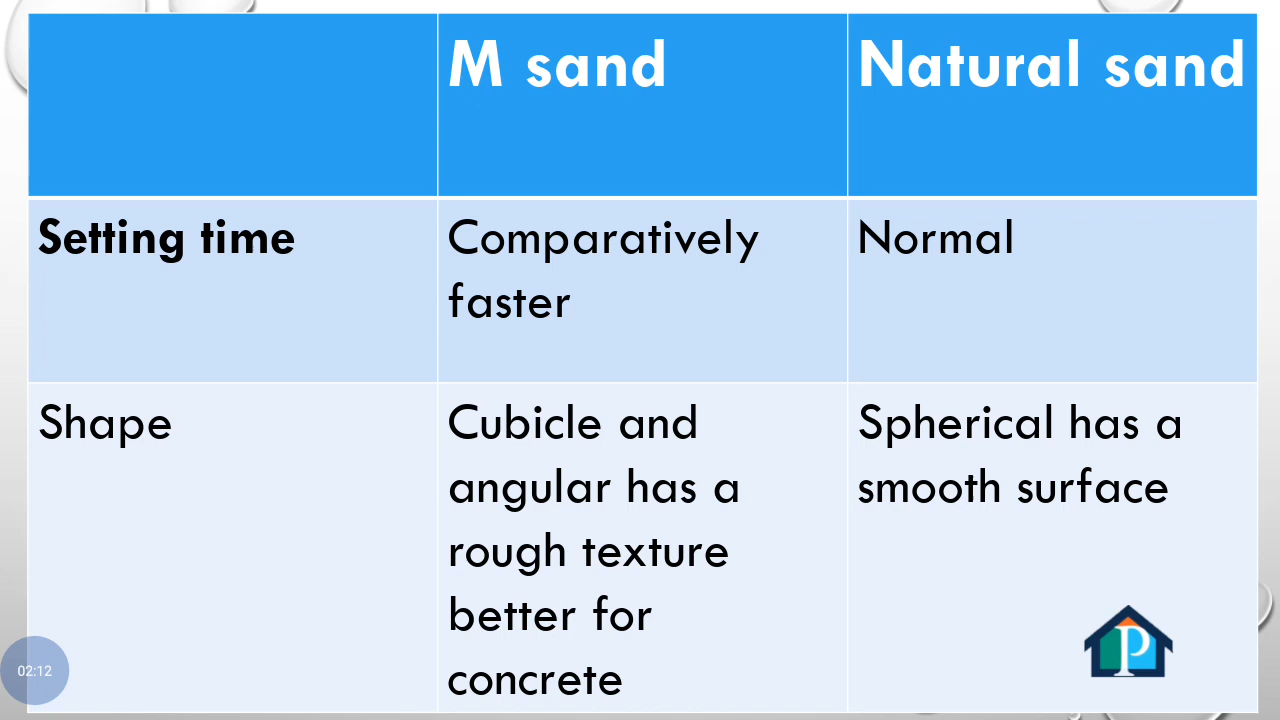 M sand
Natural sand
Setting time
Comparatively
faster
Normal
Shape
Cubicle and
angular has a
rough texture
better for
concrete
Spherical has a
smooth surface
P
02:12